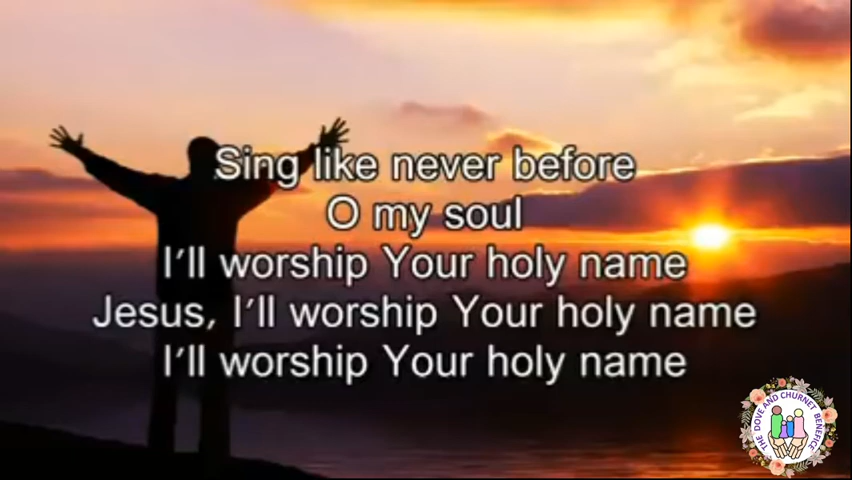 Sing like never before
O my soul
I'll worship Your holy name
Jesus, I'll worship Your holy name
I'll worship Your holy name
THE DOVE AND CHURNET BENEFICE